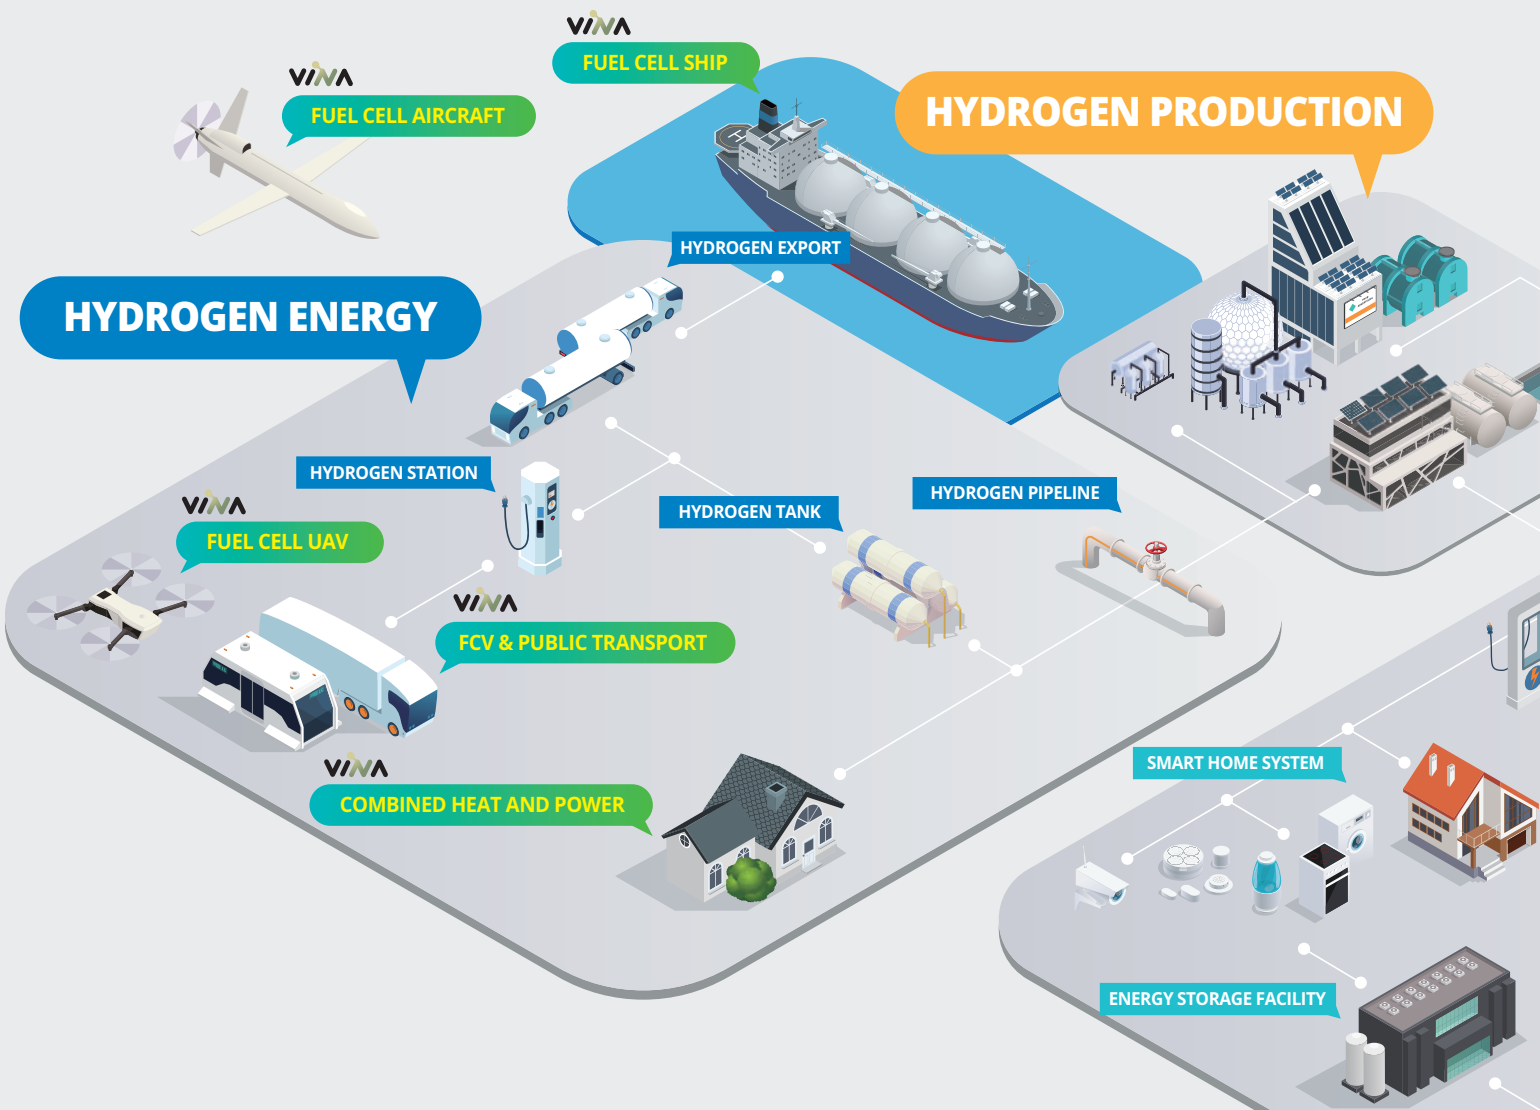 VINA
FUEL CELL SHIP
VINA
FUEL CELL AIRCRAFT
HYDROGEN PRODUCTION
HYDROGEN EXPORT
HYDROGEN ENERGY
HYDROGEN STATION
HYDROGEN TANK
HYDROGEN PIPELINE
VINA
FUEL CELL UAV
VINA
FCV & PUBLIC TRANSPORT
SMART HOME SYSTEM
VINA
COMBINED HEAT AND POWER
ENERGY STORAGE FACILITY
H